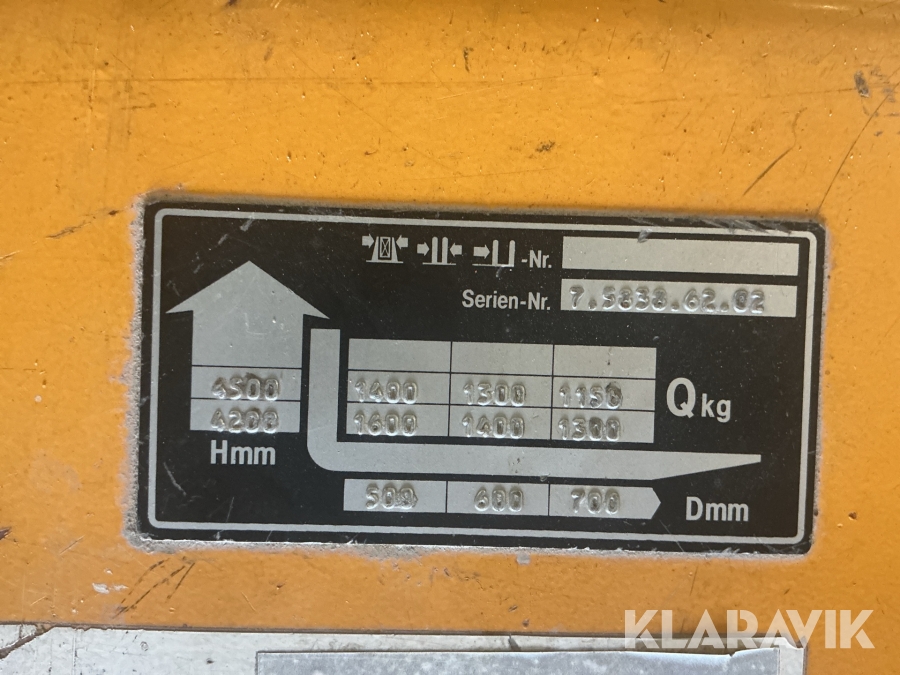 -Nr.
Serien-Nr. 7.5838.62.02
4500 1400 1300 1150
Qkg
4200 1600 1400 1300
Hmm
500 600 700 Dmm
KLARAVIK